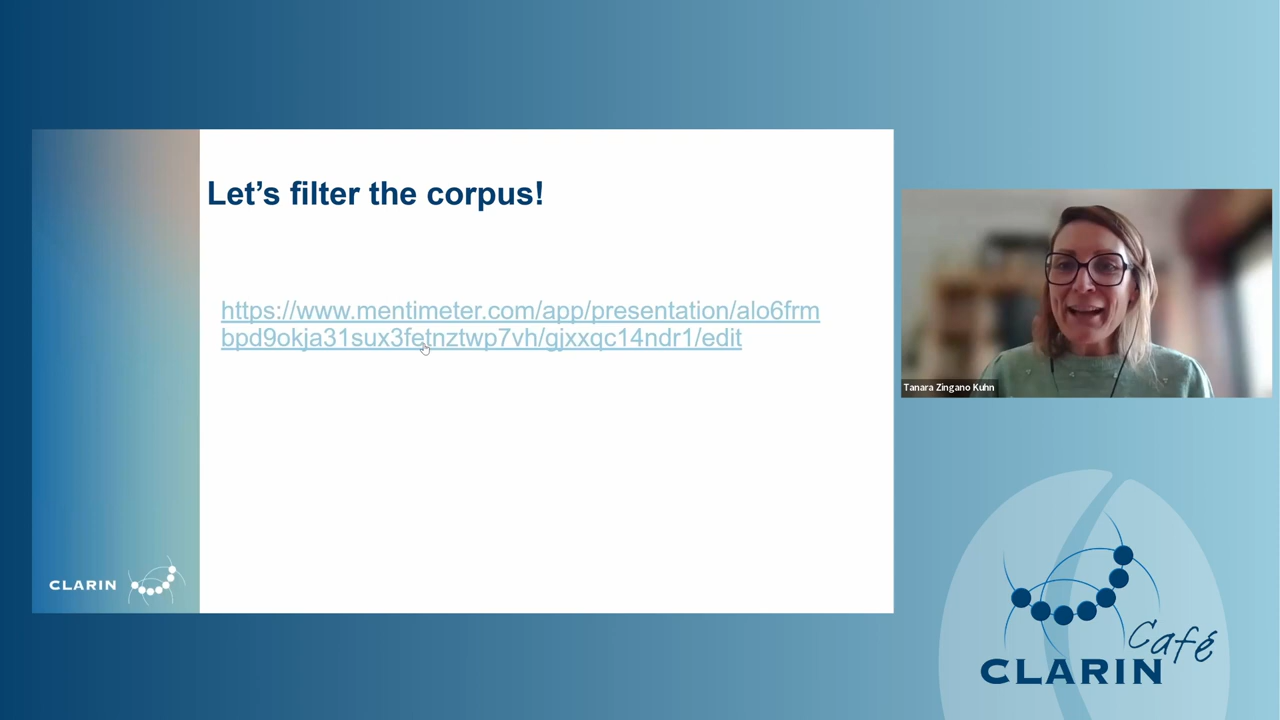 Let’s filter the corpus!
https://www.mentimeter.com/app/presentation/alo6frm
bpd9okja31sux3fetnztwp7vh/gjxxqc14ndr1/edit
Tanara Zingano Kuhn
CLARIN
Café
CLARIN